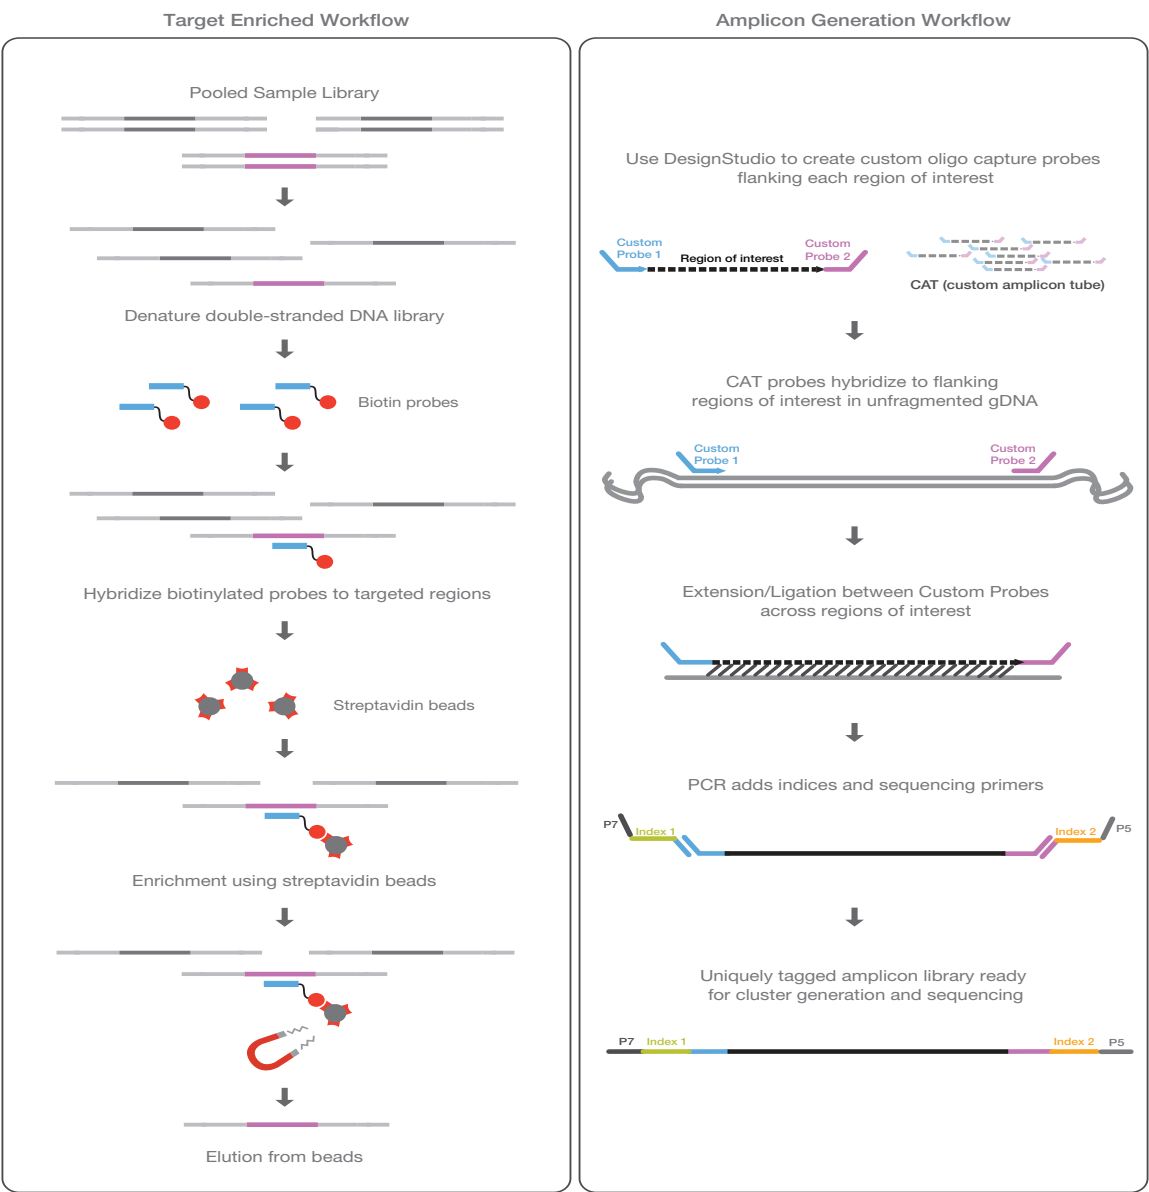 Target Enriched Workflow
Pooled Sample Library
Denature double-stranded DNA library
Biotin probes
Hybridize biotinylated probes to targeted regions
Streptavidin beads
Enrichment using streptavidin beads
Elution from beads
Amplicon Generation Workflow
Use DesignStudio to create custom oligo capture probes
flanking each region of interest
Custom
Probe 1
Region of interest
Custom
Probe 2
CAT (custom amplicon tube)
CAT probes hybridize to flanking
regions of interest in unfragmented gDNA
Custom
Probe 1
Custom
Probe 2
Extension/Ligation between Custom Probes
across regions of interest
PCR adds indices and sequencing primers
P7
Index 1
Index 2
P5
Uniquely tagged amplicon library ready
for cluster generation and sequencing
P7
Index 1
Index 2
P5